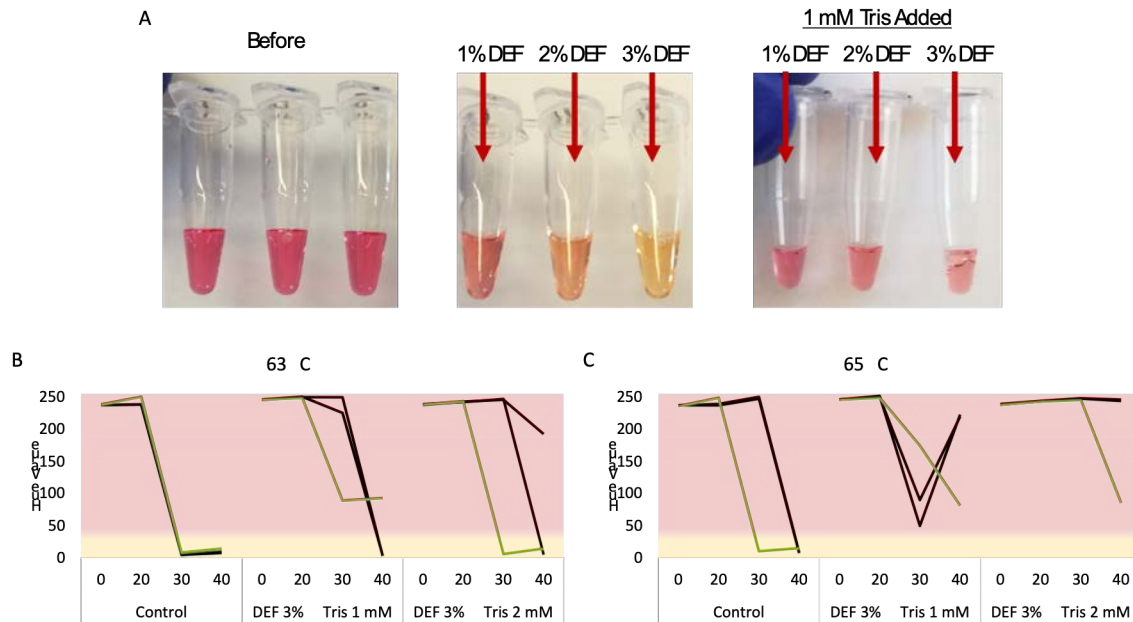 A
Before
1% DEF 2% DEF 3% DEF
1 mM Tris Added
1% DEF 2% DEF 3% DEF
B
63 C
Hue Value
250
200
150
100
50
0
0 20 30 40 0 20 30 40 0 20 30 40
Control DEF 3% Tris 1 mM DEF 3% Tris 2 mM
C
65 C
Hue Value
250
200
150
100
50
0
0 20 30 40 0 20 30 40 0 20 30 40
Control DEF 3% Tris 1 mM DEF 3% Tris 2 mM